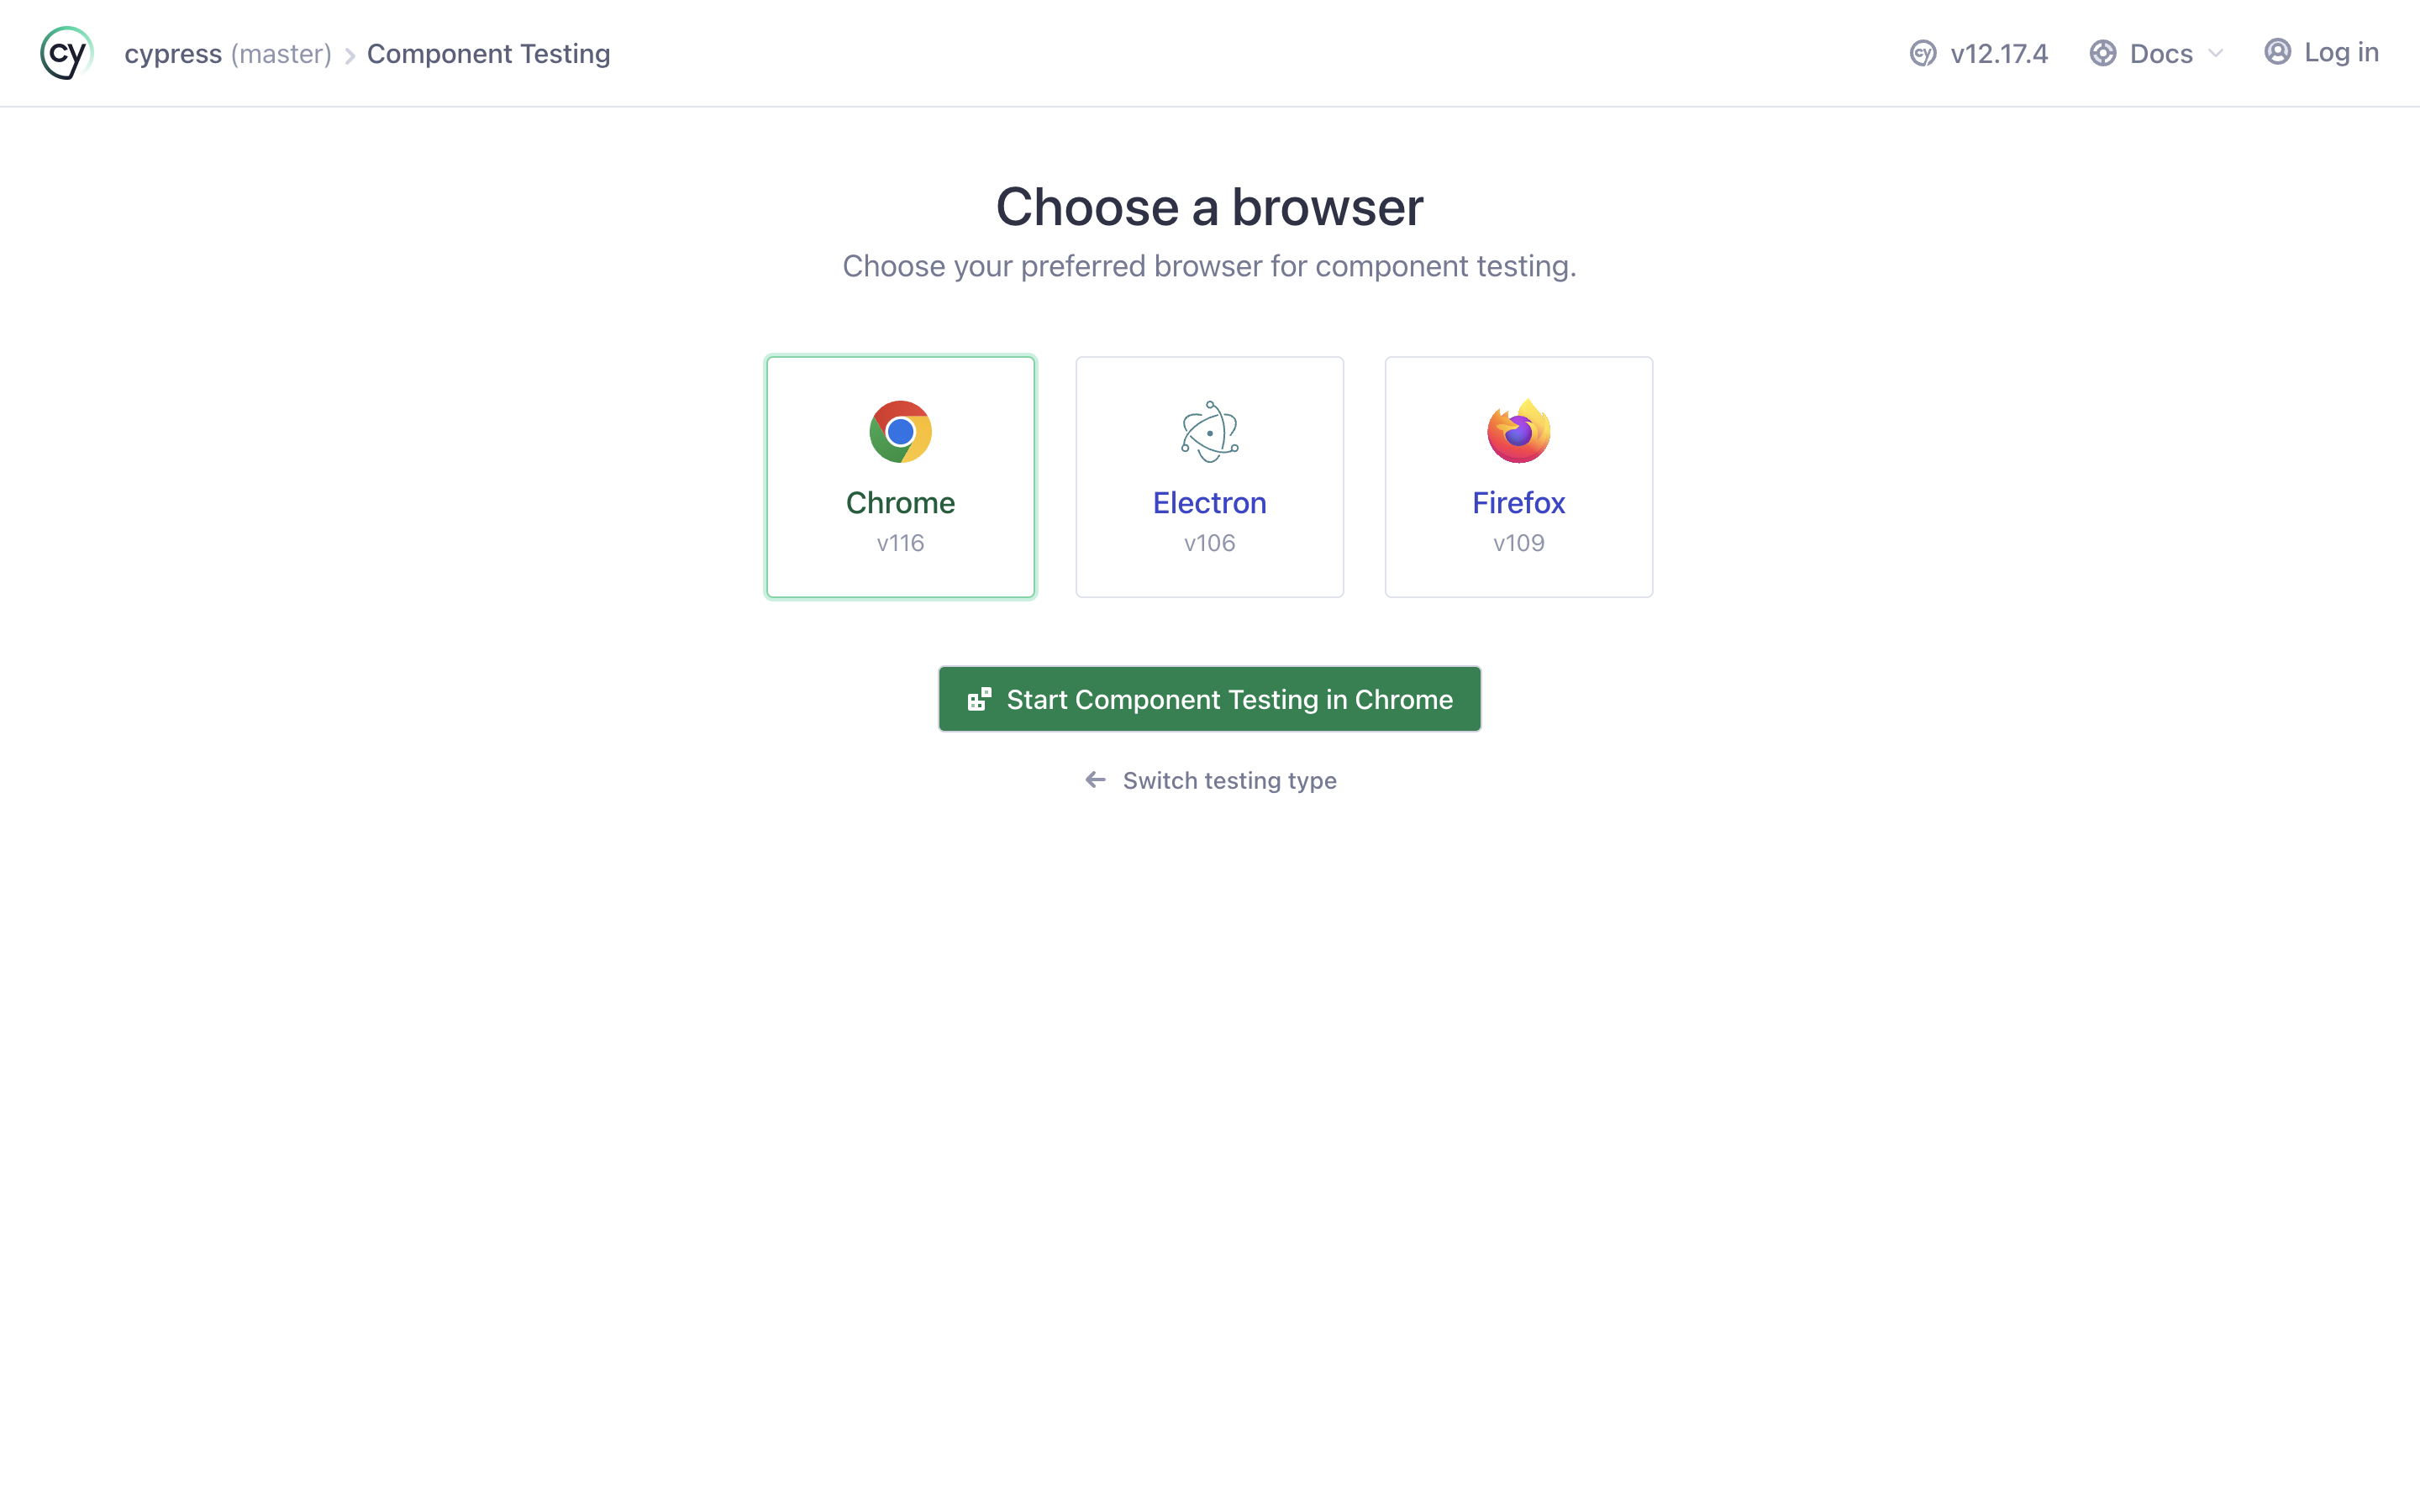 cy cypress (master) Component Testing cy v12.17.4 Docs Log in
Choose a browser
Choose your preferred browser for component testing.
Chrome Electron Firefox
v116 v106 v109
Start Component Testing in Chrome
Switch testing type